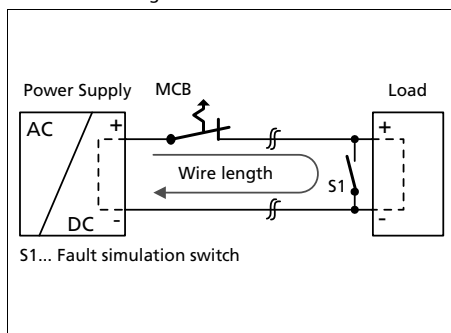 Power Supply MCB Load
AC + +
Wire length
S1
DC - -
S1... Fault simulation switch